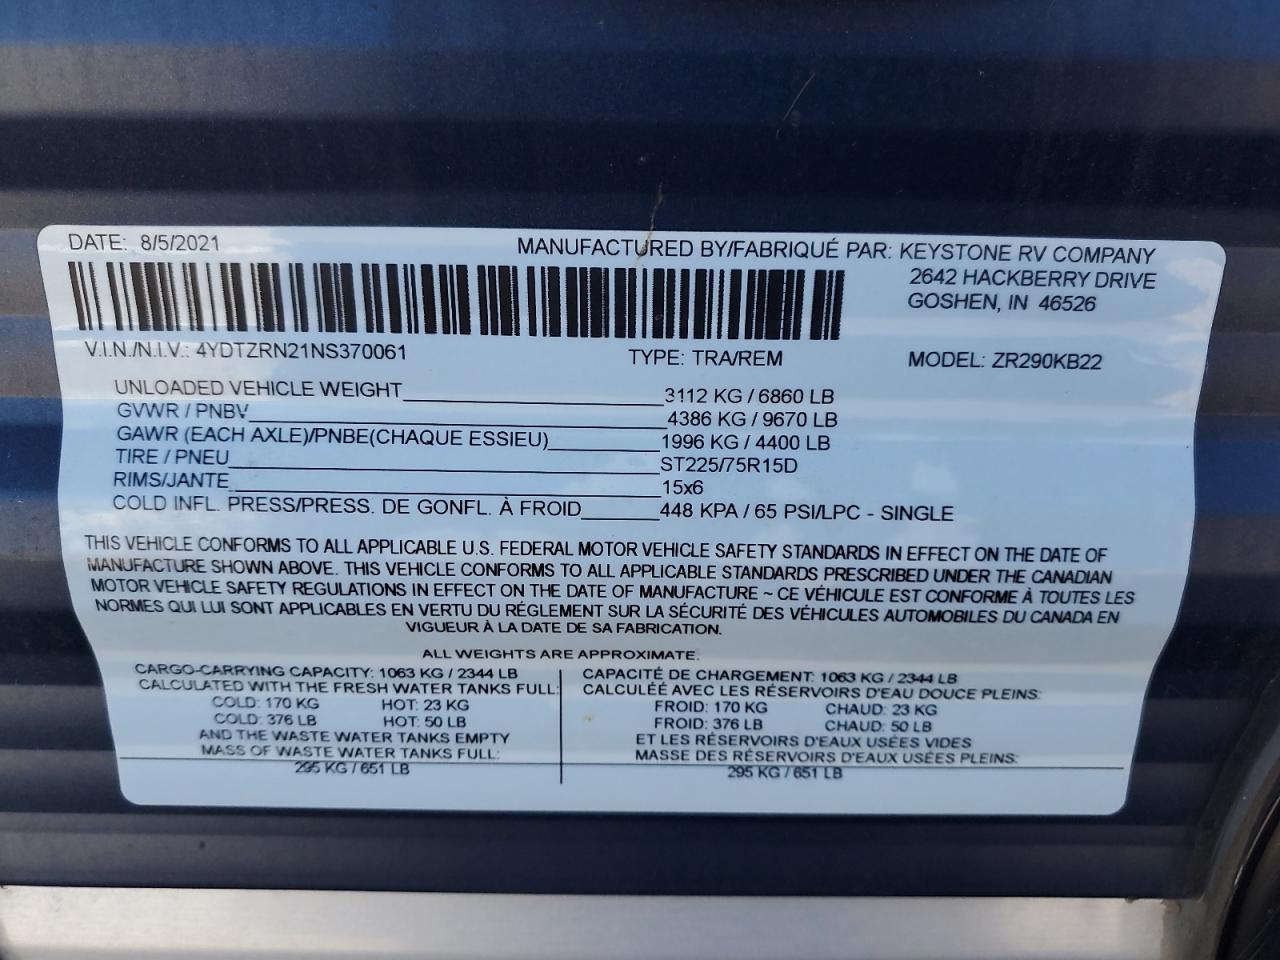 DATE: 8/5/2021
MANUFACTURED BY/FABRIQUÉ PAR: KEYSTONE RV COMPANY
2642 HACKBERRY DRIVE
GOSHEN, IN 46526
V.I.N./N.I.V.: 4YDTZRN21NS370061 TYPE: TRA/REM MODEL: ZR290KB22
UNLOADED VEHICLE WEIGHT 3112 KG / 6860 LB
GVWR / PNBV 4386 KG / 9670 LB
GAWR (EACH AXLE)/PNBE(CHAQUE ESSIEU) 1996 KG / 4400 LB
TIRE / PNEU ST225/75R15D
RIMS/JANTE 15x6
COLD INFL. PRESS/PRESS. DE GONFL. À FROID 448 KPA / 65 PSI/LPC - SINGLE
THIS VEHICLE CONFORMS TO ALL APPLICABLE U.S. FEDERAL MOTOR VEHICLE SAFETY STANDARDS IN EFFECT ON THE DATE OF
MANUFACTURE SHOWN ABOVE. THIS VEHICLE CONFORMS TO ALL APPLICABLE STANDARDS PRESCRIBED UNDER THE CANADIAN
MOTOR VEHICLE SAFETY REGULATIONS IN EFFECT ON THE DATE OF MANUFACTURE ~ CE VÉHICULE EST CONFORME À TOUTES LES
NORMES QUI LUI SONT APPLICABLES EN VERTU DU RÉGLEMENT SUR LA SÉCURITÉ DES VÉHICULES AUTOMOBILES DU CANADA EN
VIGUEUR À LA DATE DE SA FABRICATION.
ALL WEIGHTS ARE APPROXIMATE.
CARGO-CARRYING CAPACITY: 1063 KG / 2344 LB
CALCULATED WITH THE FRESH WATER TANKS FULL:
COLD: 170 KG HOT: 23 KG
COLD: 376 LB HOT: 50 LB
AND THE WASTE WATER TANKS EMPTY
MASS OF WASTE WATER TANKS FULL:
295 KG / 651 LB
CAPACITÉ DE CHARGEMENT: 1063 KG / 2344 LB
CALCULÉE AVEC LES RÉSERVOIRS D'EAU DOUCE PLEINS:
FROID: 170 KG CHAUD: 23 KG
FROID: 376 LB CHAUD: 50 LB
ET LES RÉSERVOIRS D'EAUX USÉES VIDES
MASSE DES RÉSERVOIRS D'EAUX USÉES PLEINS:
295 KG / 651 LB